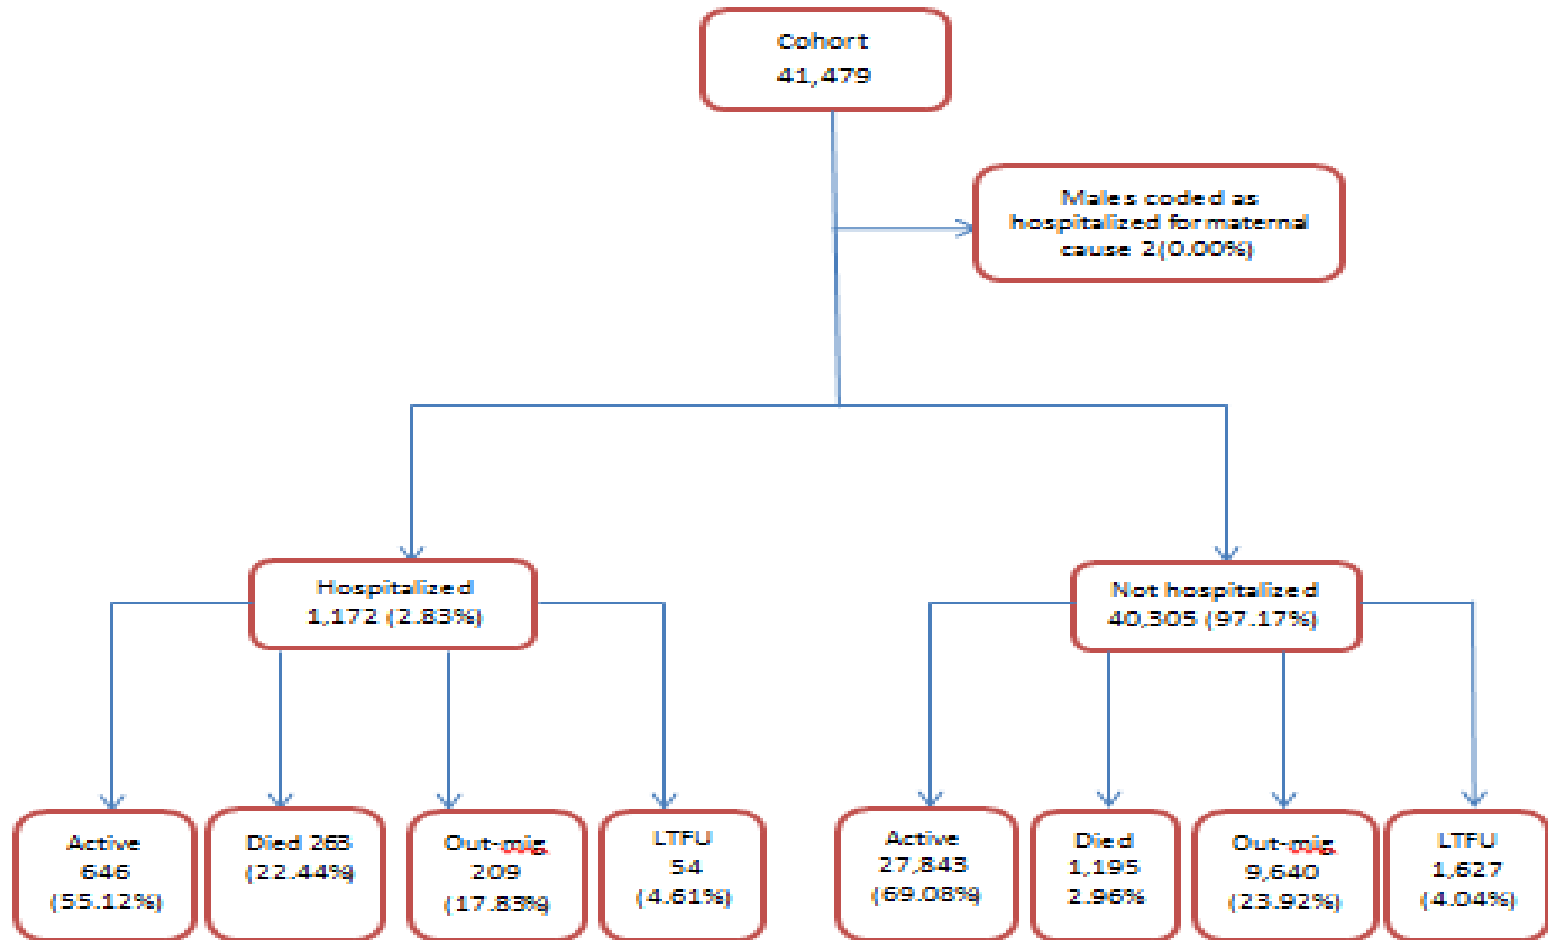 Cohort
41,479
Males coded as
hospitalized for maternal
cause 2(0.00%)
Hospitalized
1,172 (2.83%)
Not hospitalized
40,305 (97.17%)
Active
646
(55.12%)
Died 263
(22.44%)
Out-mig
209
(17.83%)
LTFU
54
(4.61%)
Active
27,843
(69.08%)
Died
1,195
2.96%
Out-mig
9,640
(23.92%)
LTFU
1,627
(4.04%)